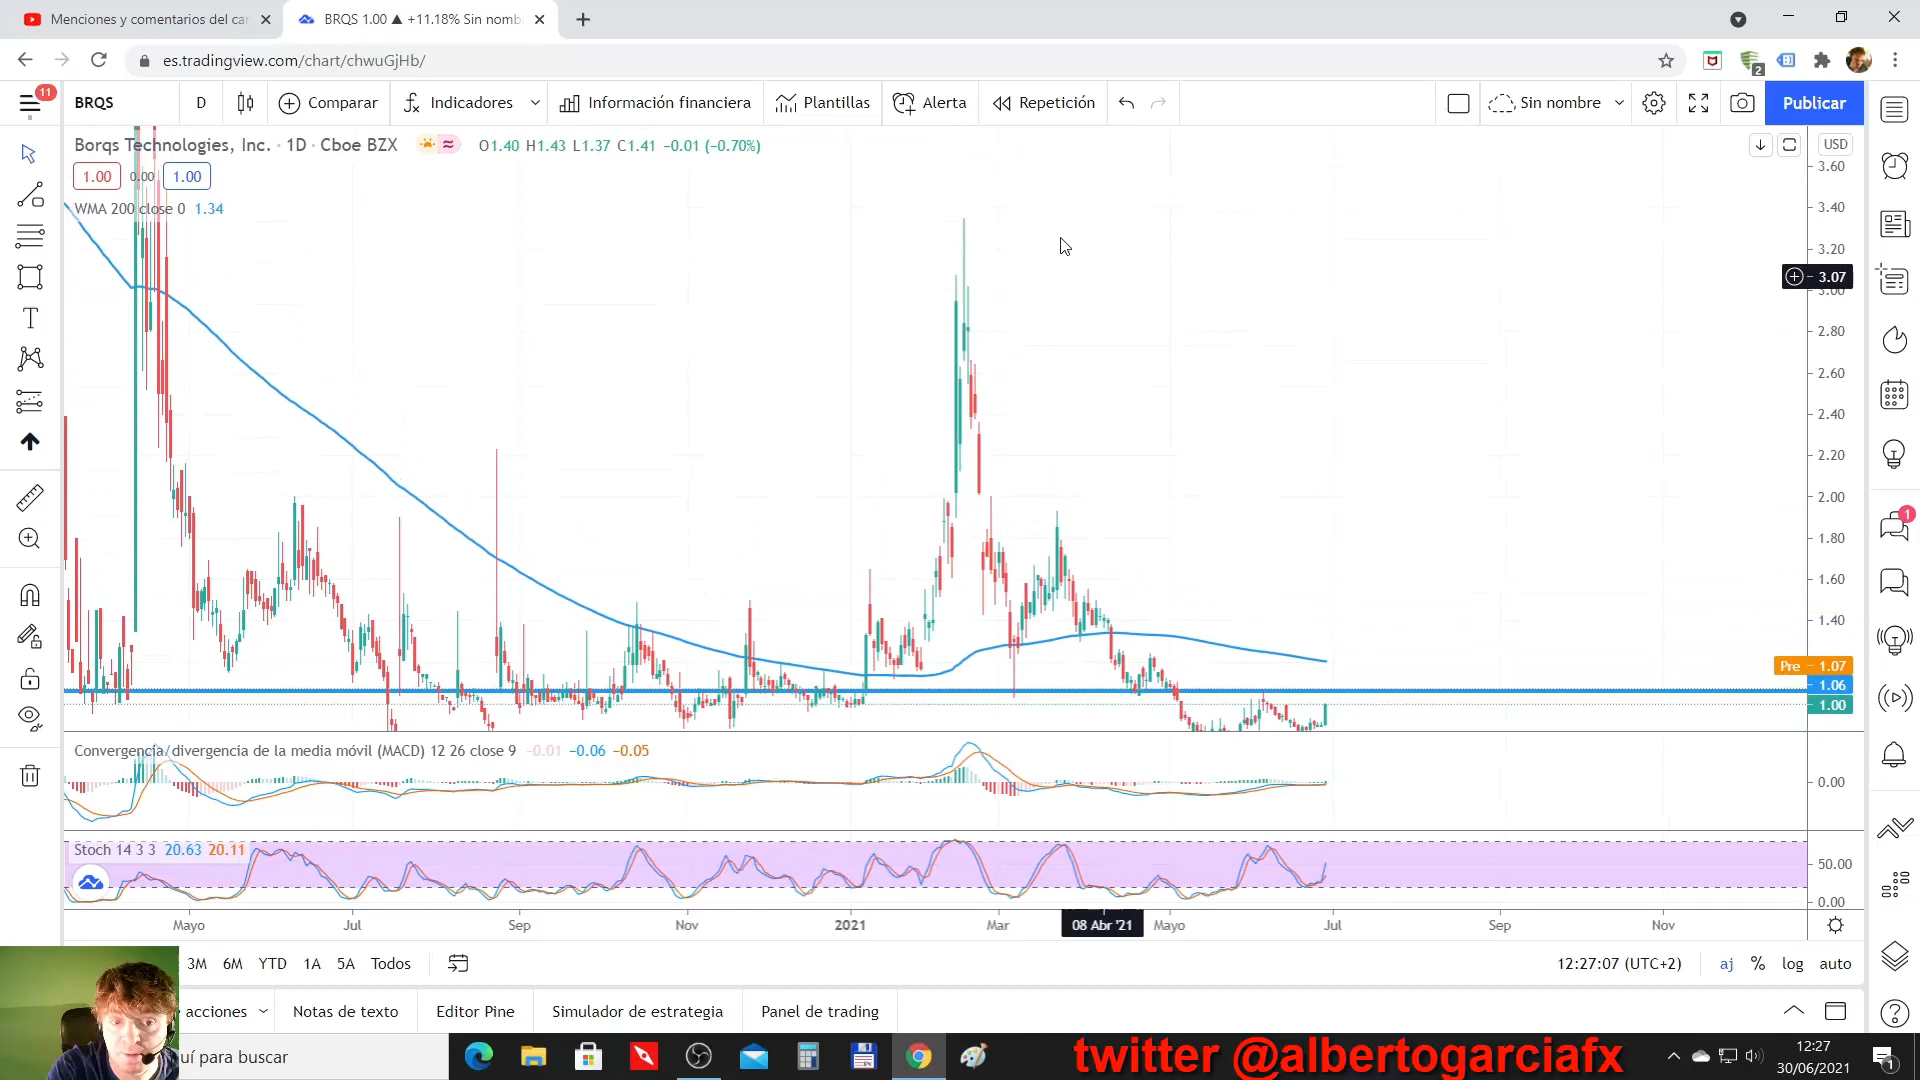 Menciones y comentarios del car
BRQS 1.00 ▲ +11.18% Sin nomb
es.tradingview.com/chart/chwuGjHb/
2
11
BRQS
D
Comparar
Indicadores
Información financiera
Plantillas
Alerta
Repetición
Sin nombre
Publicar
Borqs Technologies, Inc. · 1D · Cboe BZX
O1.40 H1.43 L1.37 C1.41 −0.01 (−0.70%)
USD
1.00 0.00 1.00
WMA 200 close 0 1.34
3.60
3.40
3.20
3.07
3.00
2.80
2.60
2.40
2.20
2.00
1.80
1.60
1.40
Pre 1.07
1.06
1.00
1
Convergencia/divergencia de la media móvil (MACD) 12 26 close 9 −0.01 −0.06 −0.05
0.00
Stoch 14 3 3 20.63 20.11
50.00
0.00
Mayo Jul Sep Nov 2021 Mar 08 Abr '21 Mayo Jul Sep Nov
3M 6M YTD 1A 5A Todos
12:27:07 (UTC+2)
aj % log auto
acciones
Notas de texto
Editor Pine
Simulador de estrategia
Panel de trading
uí para buscar
twitter @albertogarciafx
12:27
30/06/2021
1